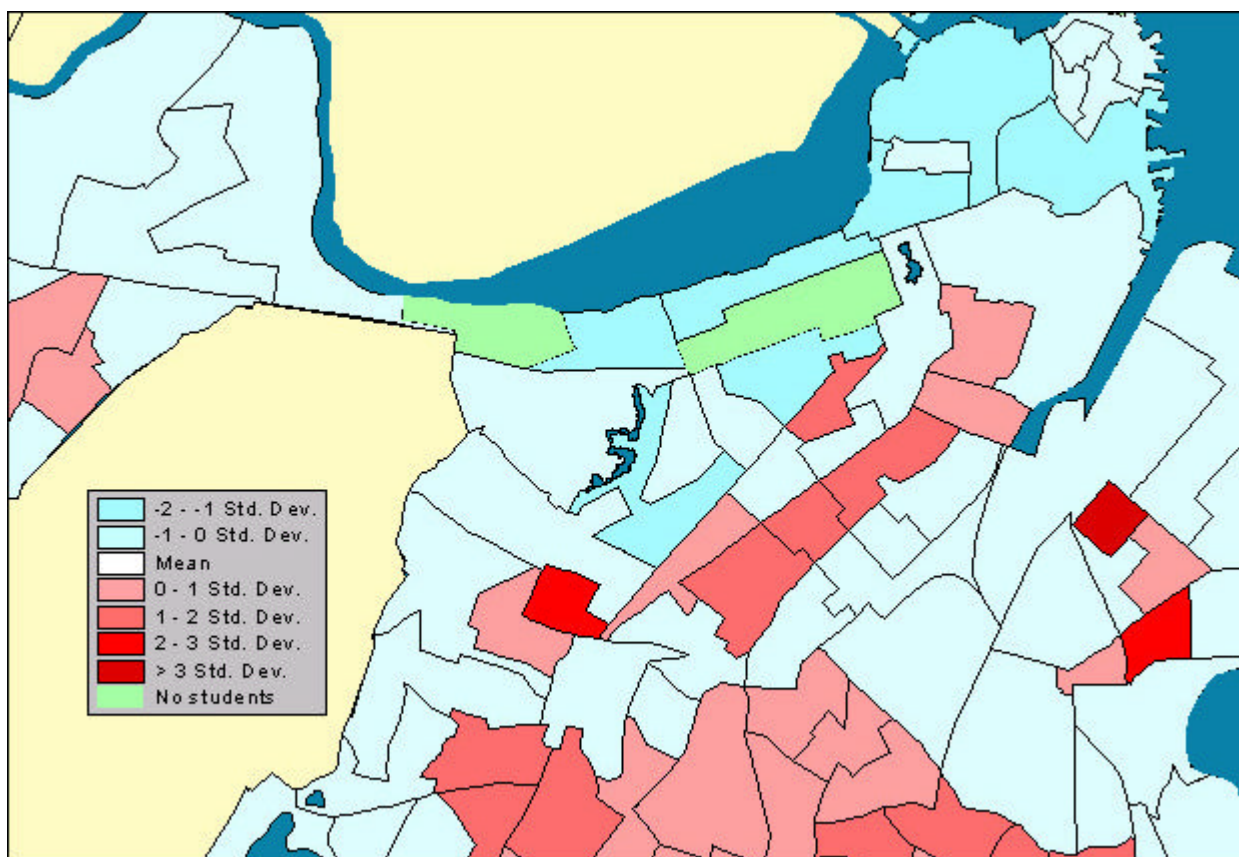 -2 - -1 Std. Dev.
-1 - 0 Std. Dev.
Mean
0 - 1 Std. Dev.
1 - 2 Std. Dev.
2 - 3 Std. Dev.
> 3 Std. Dev.
No students